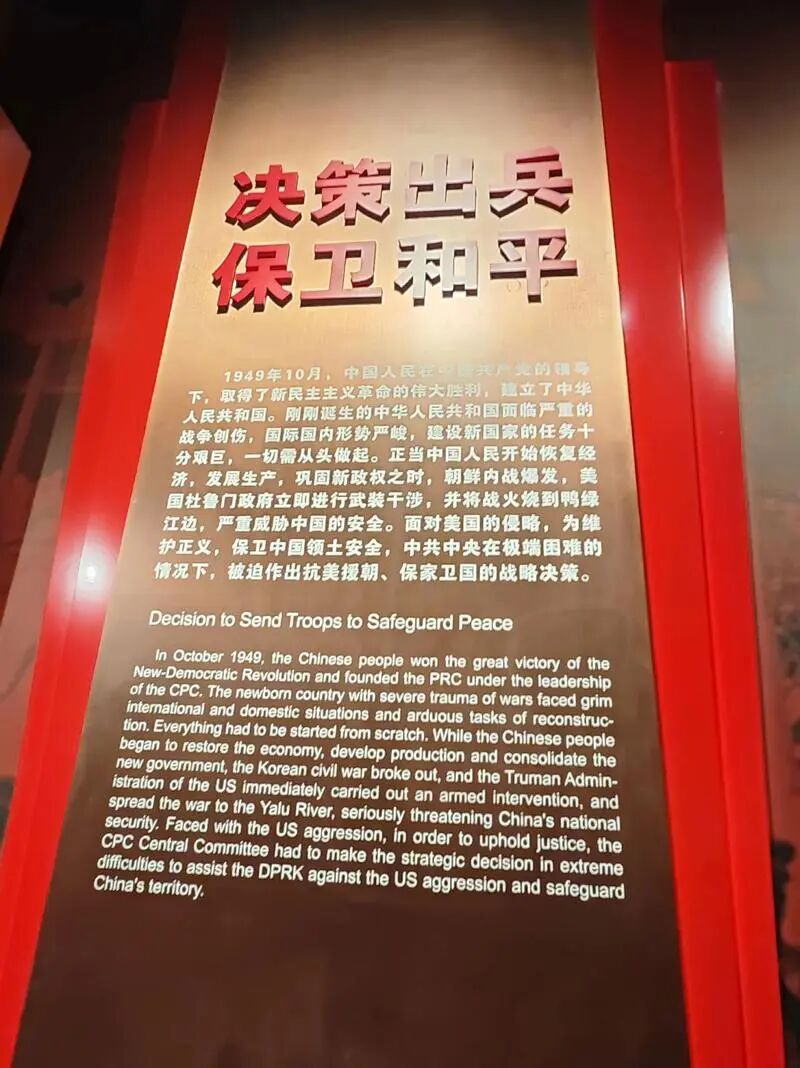 决策出兵
保卫和平
1949年10月，中国人民在中国共产党的领导
下，取得了新民主主义革命的伟大胜利，建立了中华
人民共和国。刚刚诞生的中华人民共和国面临严重的
战争创伤，国际国内形势严峻，建设新国家的任务十
分艰巨，一切需从头做起。正当中国人民开始恢复经
济，发展生产，巩固新政权之时，朝鲜内战爆发，美
国杜鲁门政府立即进行武装干涉，并将战火烧到鸭绿
江边，严重威胁中国的安全。面对美国的侵略，为维
护正义，保卫中国领土安全，中共中央在极端困难的
情况下，被迫作出抗美援朝、保家卫国的战略决策。
Decision to Send Troops to Safeguard Peace
In October 1949, the Chinese people won the great victory of the
New-Democratic Revolution and founded the PRC under the leadership
of the CPC. The newborn country with severe trauma of wars faced grim
international and domestic situations and arduous tasks of reconstruc-
tion. Everything had to be started from scratch. While the Chinese people
began to restore the economy, develop production and consolidate the
new government, the Korean civil war broke out, and the Truman Admin-
istration of the US immediately carried out an armed intervention, and
spread the war to the Yalu River, seriously threatening China's national
security. Faced with the US aggression, in order to uphold justice, the
CPC Central Committee had to make the strategic decision in extreme
difficulties to assist the DPRK against the US aggression and safeguard
China's territory.